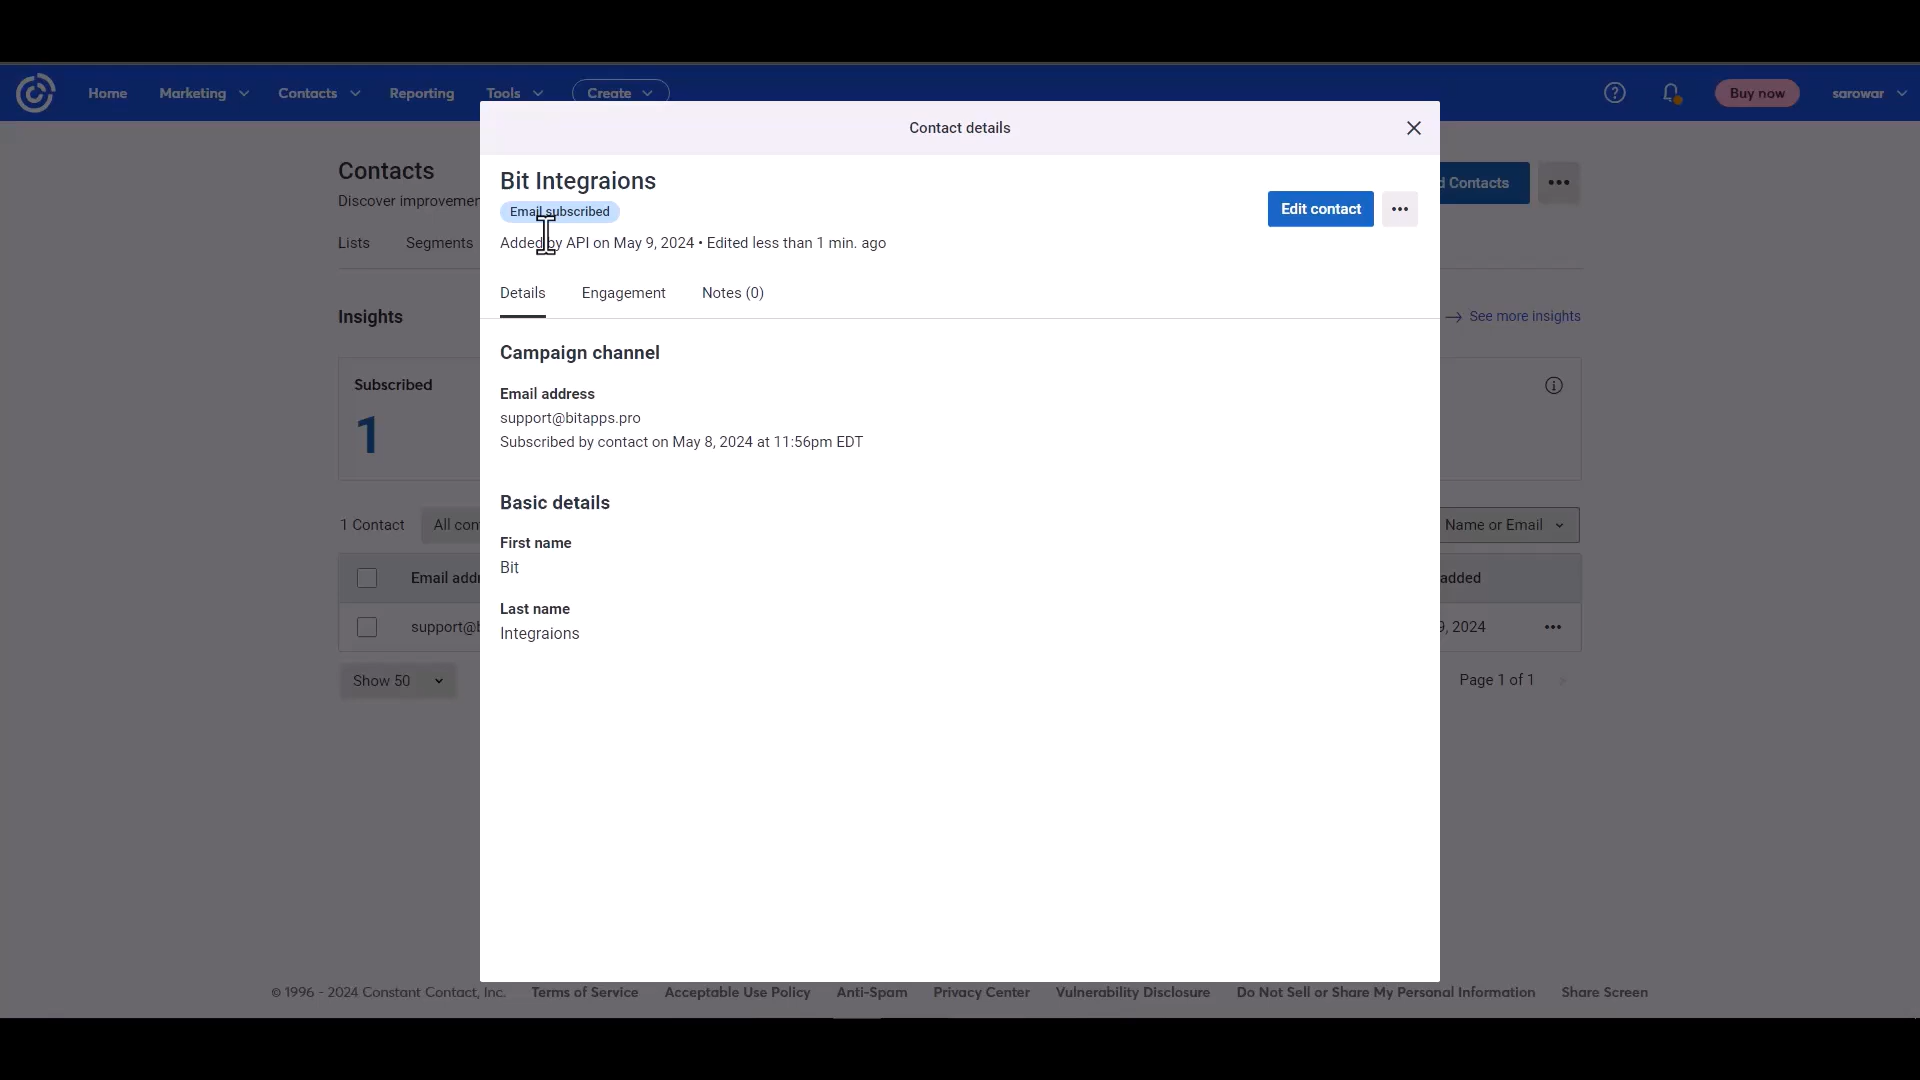 Home Marketing Contacts Reporting Tools Create Buy now sarowar
Contact details
Contacts
Discover
Lists Segments
Contacts
Bit Integraions
Email subscribed
Added by API on May 9, 2024 • Edited less than 1 min. ago
Edit contact
Details Engagement Notes (0)
Insights
See more insights
Subscribed
1
Campaign channel
Email address
support@bitapps.pro
Subscribed by contact on May 8, 2024 at 11:56pm EDT
Basic details
First name
Bit
Last name
Integraions
1 Contact All
Name or Email
Email
added
2024
Show 50
Page 1 of 1
© 1996 - 2024 Constant Contact, Inc. Terms of Service Acceptable Use Policy Anti-Spam Privacy Center Vulnerability Disclosure Do Not Sell or Share My Personal Information Share Screen